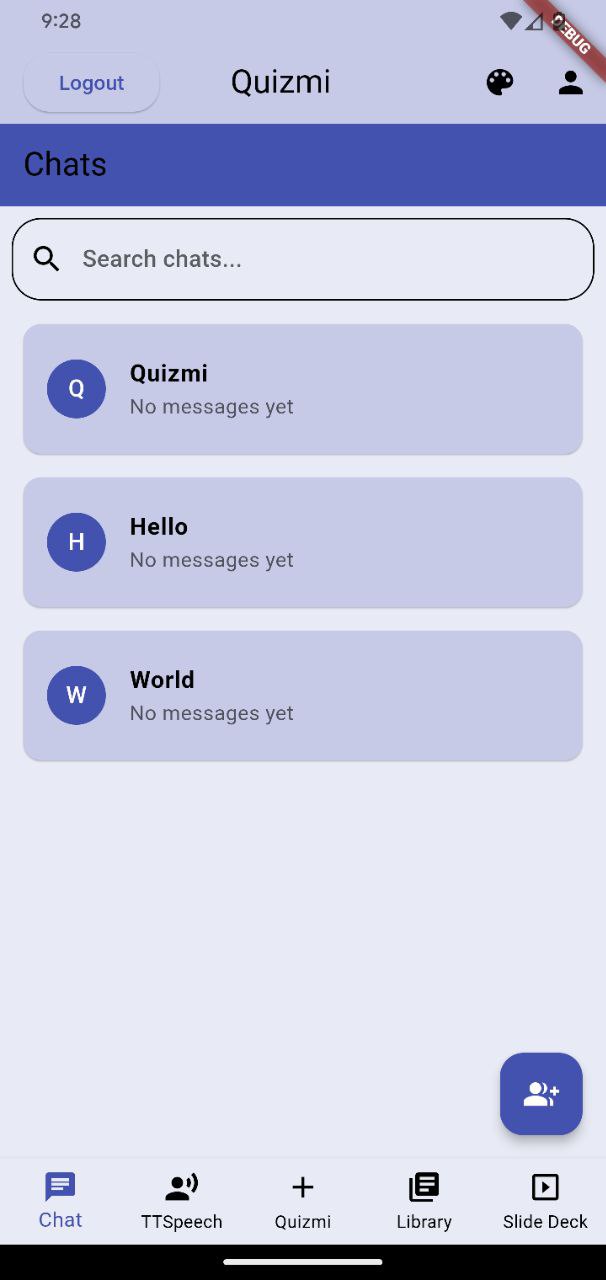 9:28
DEBUG
Logout
Quizmi
Chats
Search chats...
Q
Quizmi
No messages yet
H
Hello
No messages yet
W
World
No messages yet
Chat
TTSpeech
Quizmi
Library
Slide Deck